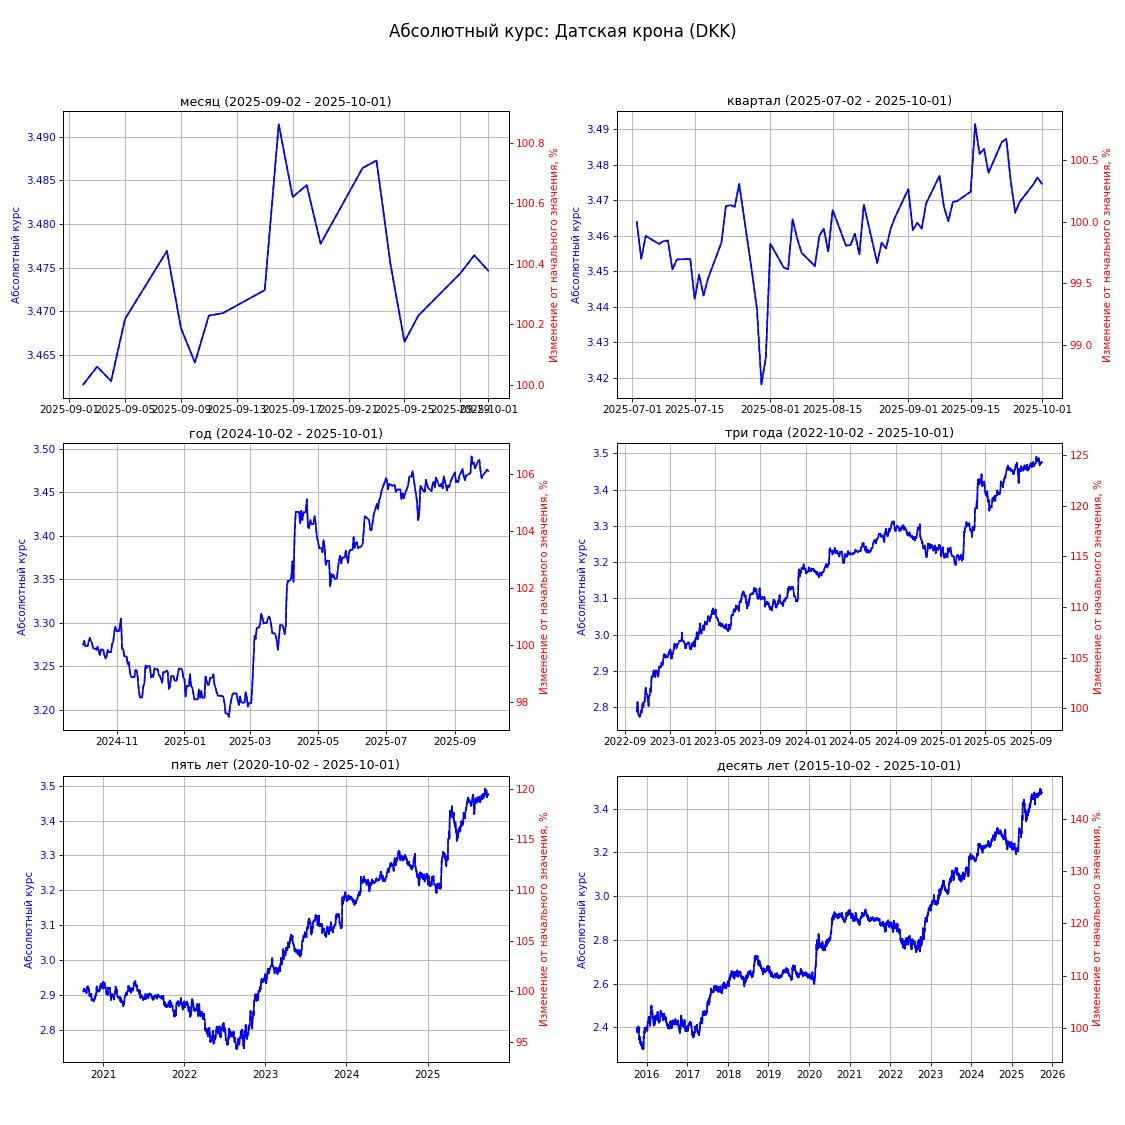 Абсолютный курс: Датская крона (DKK)
месяц (2025-09-02 - 2025-10-01)
Абсолютный курс
3.490
3.485
3.480
3.475
3.470
3.465
100.8
100.6
100.4
100.2
100.0
Изменение от начального значения, %
2025-09-01 2025-09-05 2025-09-09 2025-09-13 2025-09-17 2025-09-21 2025-09-25 2025-09-29 2025-10-01
квартал (2025-07-02 - 2025-10-01)
Абсолютный курс
3.49
3.48
3.47
3.46
3.45
3.44
3.43
3.42
100.5
100.0
99.5
99.0
Изменение от начального значения, %
2025-07-01 2025-07-15 2025-08-01 2025-08-15 2025-09-01 2025-09-15 2025-10-01
год (2024-10-02 - 2025-10-01)
Абсолютный курс
3.50
3.45
3.40
3.35
3.30
3.25
3.20
106
104
102
100
98
Изменение от начального значения, %
2024-11 2025-01 2025-03 2025-05 2025-07 2025-09
три года (2022-10-02 - 2025-10-01)
Абсолютный курс
3.5
3.4
3.3
3.2
3.1
3.0
2.9
2.8
125
120
115
110
105
100
Изменение от начального значения, %
2022-09 2023-01 2023-05 2023-09 2024-01 2024-05 2024-09 2025-01 2025-05 2025-09
пять лет (2020-10-02 - 2025-10-01)
Абсолютный курс
3.5
3.4
3.3
3.2
3.1
3.0
2.9
2.8
120
115
110
105
100
95
Изменение от начального значения, %
2021 2022 2023 2024 2025
десять лет (2015-10-02 - 2025-10-01)
Абсолютный курс
3.4
3.2
3.0
2.8
2.6
2.4
140
130
120
110
100
Изменение от начального значения, %
2016 2017 2018 2019 2020 2021 2022 2023 2024 2025 2026